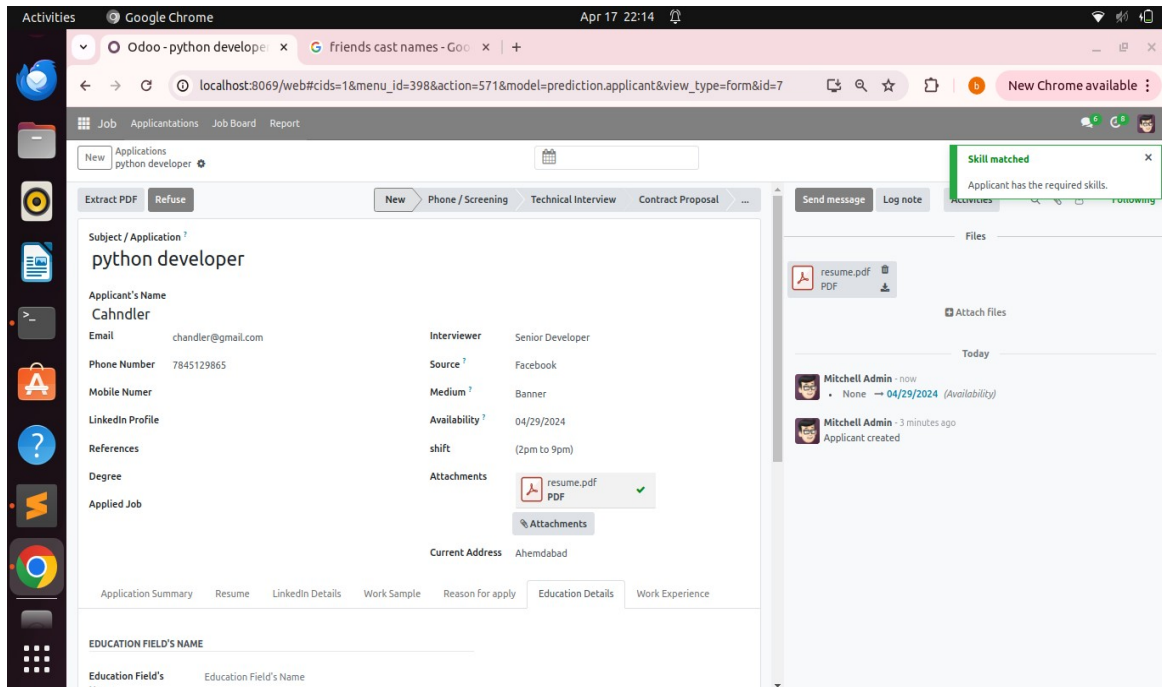 Activities Google Chrome Apr 17 22:14
Odoo - python develope × friends cast names - Goo × +
localhost:8069/web#cids=1&menu_id=398&action=571&model=prediction.applicant&view_type=form&id=7 b New Chrome available
Job Applicantations Job Board Report 6 8
New Applications
python developer
Skill matched ×
Applicant has the required skills.
Extract PDF Refuse New Phone / Screening Technical Interview Contract Proposal ... Send message Log note Activities Following
Files
Subject / Application ?
python developer
resume.pdf
PDF
Applicant's Name
Cahndler
Attach files
Email chandler@gmail.com Interviewer Senior Developer
Today
Phone Number 7845129865 Source ? Facebook
Mitchell Admin - now
Mobile Numer Medium ? Banner
• None → 04/29/2024 (Availability)
LinkedIn Profile Availability ? 04/29/2024
Mitchell Admin - 3 minutes ago
Applicant created
References shift (2pm to 9pm)
Degree Attachments resume.pdf
PDF
Applied Job
Attachments
Current Address Ahemdabad
Application Summary Resume LinkedIn Details Work Sample Reason for apply Education Details Work Experience
EDUCATION FIELD'S NAME
Education Field's Education Field's Name